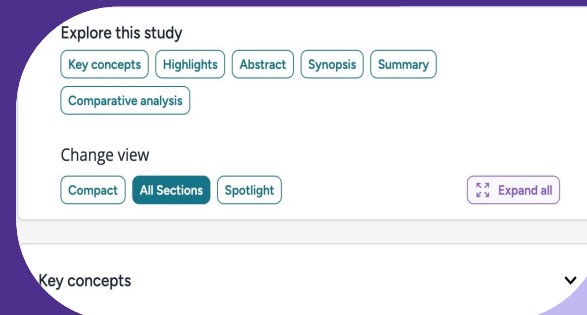 Explore this study
Key concepts Highlights Abstract Synopsis Summary
Comparative analysis
Change view
Compact All Sections Spotlight Expand all
Key concepts